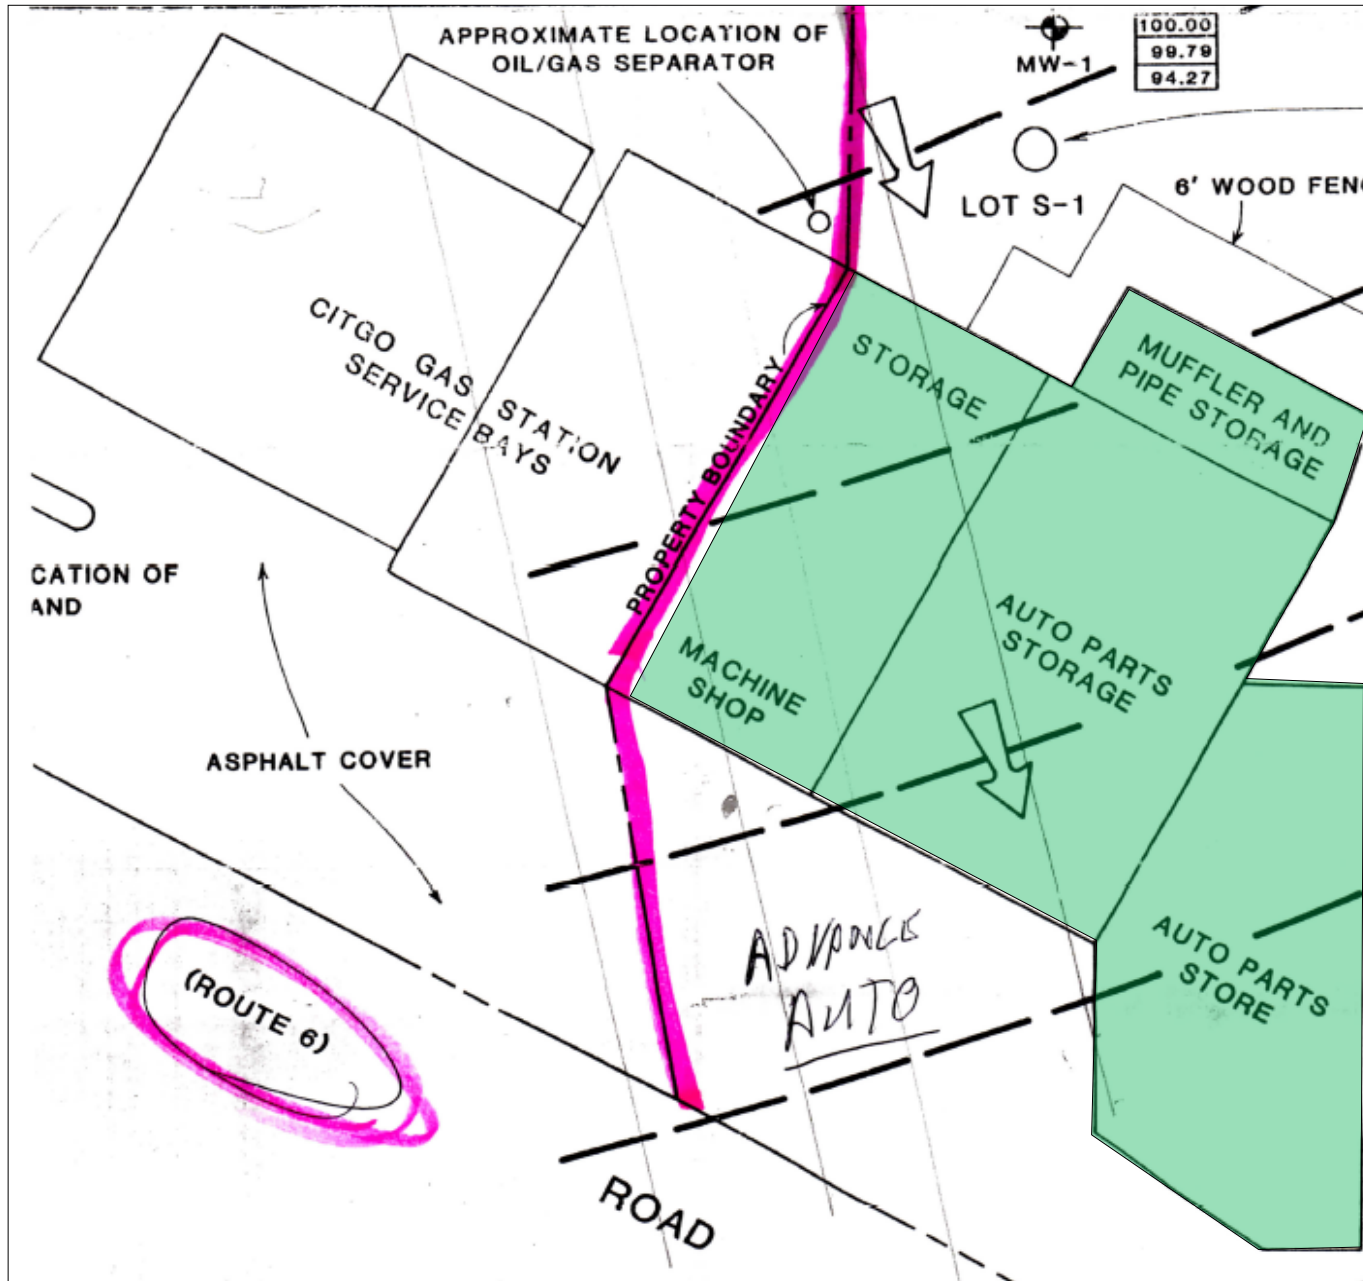 APPROXIMATE LOCATION OF
OIL/GAS SEPARATOR
MW-1
100.00
99.79
94.27
LOT S-1
6' WOOD FEN
CITGO GAS STATION
SERVICE BAYS
PROPERTY BOUNDARY
STORAGE
MUFFLER AND
PIPE STORAGE
CATION OF
AND
AUTO PARTS
STORAGE
MACHINE
SHOP
ASPHALT COVER
ADVANCE
AUTO
AUTO PARTS
STORE
(ROUTE 6)
ROAD